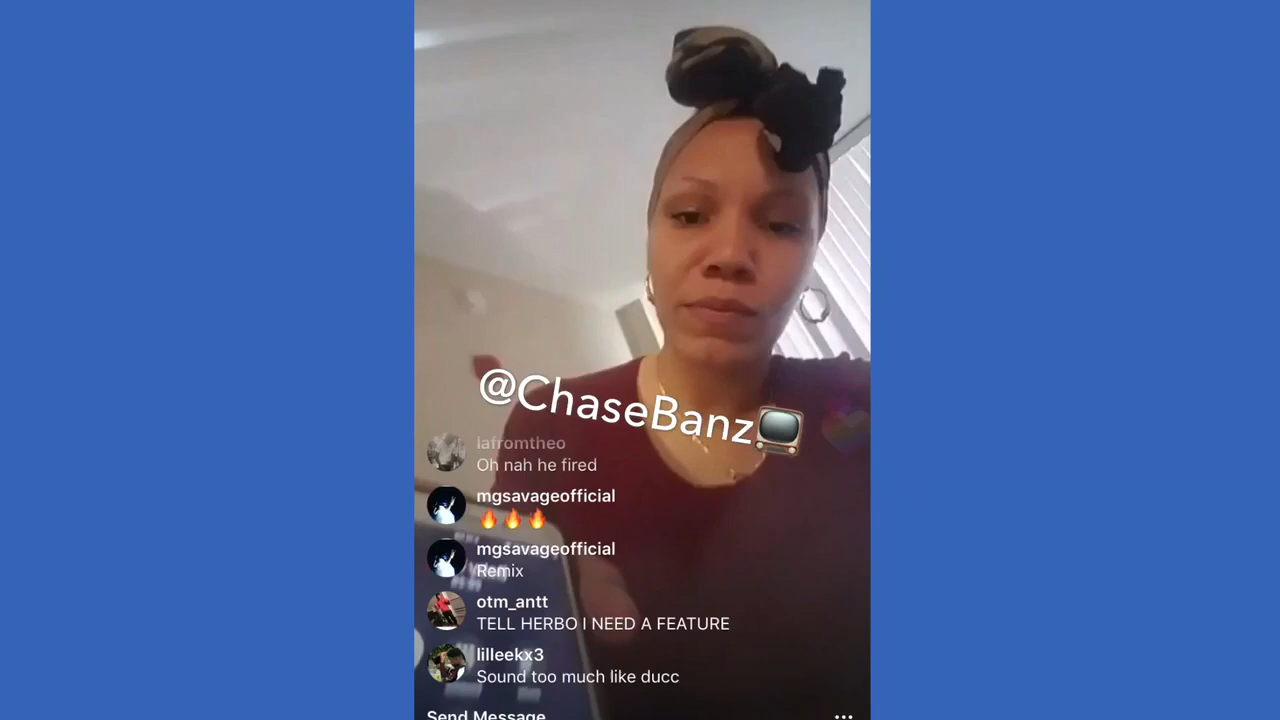 @ChaseBanz
lafromtheo
Oh nah he fired
mgsavageofficial
🔥🔥🔥
mgsavageofficial
Remix
otm_antt
TELL HERBO I NEED A FEATURE
lilleekx3
Sound too much like ducc
Send Message